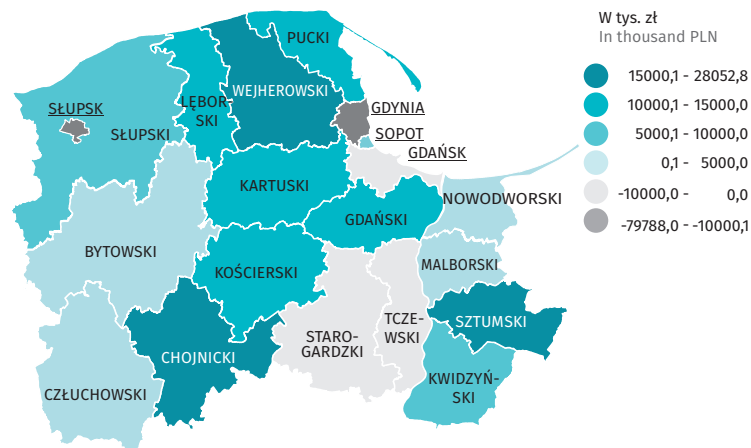 W tys. zł
In thousand PLN
15000,1 - 28052,8
10000,1 - 15000,0
5000,1 - 10000,0
0,1 - 5000,0
-10000,0 - 0,0
-79788,0 - -10000,1
PUCKI
WEJHEROWSKI
LĘBOR-
SKI
GDYNIA
SŁUPSK
SŁUPSKI
SOPOT
GDAŃSK
KARTUSKI
NOWODWORSKI
GDAŃSKI
BYTOWSKI
MALBORSKI
KOŚCIERSKI
SZTUMSKI
TCZE-
WSKI
STARO-
GARDZKI
CHOJNICKI
KWIDZYŃ-
SKI
CZŁUCHOWSKI